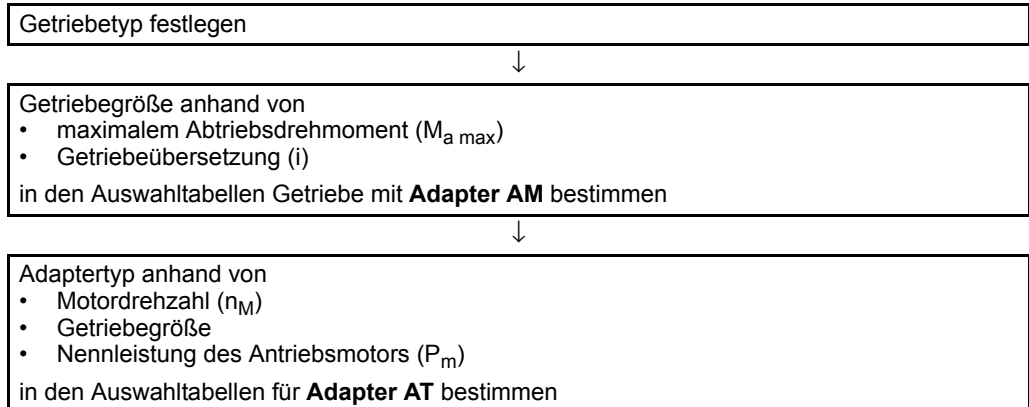 Getriebetyp festlegen
↓
Getriebegröße anhand von
• maximalem Abtriebsdrehmoment (Ma max)
• Getriebeübersetzung (i)
in den Auswahltabellen Getriebe mit Adapter AM bestimmen
↓
Adaptertyp anhand von
• Motordrehzahl (nM)
• Getriebegröße
• Nennleistung des Antriebsmotors (Pm)
in den Auswahltabellen für Adapter AT bestimmen